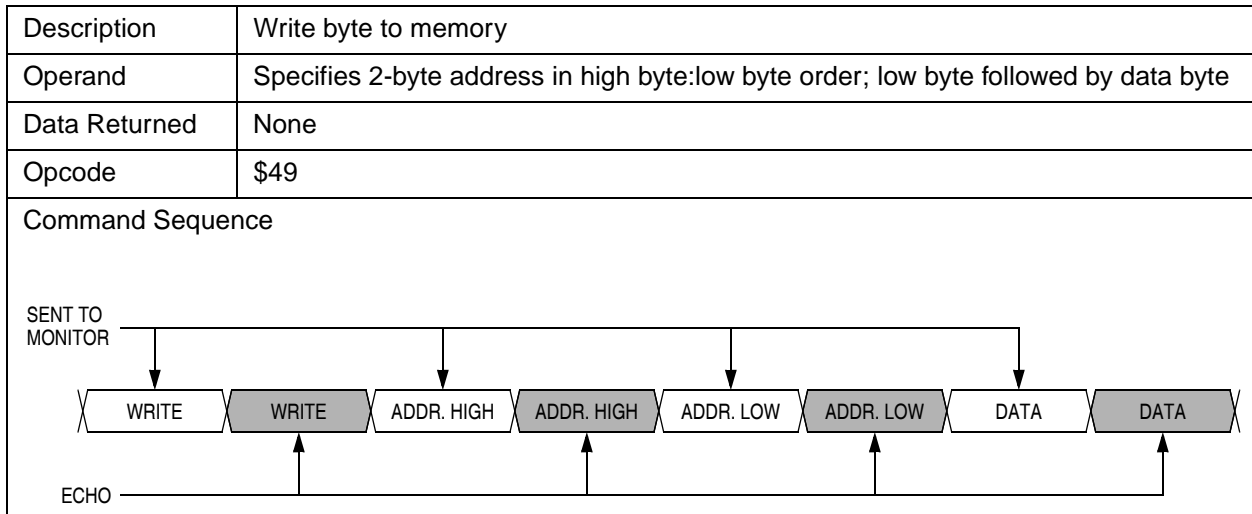 Description Write byte to memory
Operand Specifies 2-byte address in high byte:low byte order; low byte followed by data byte
Data Returned None
Opcode $49
Command Sequence
SENT TO
MONITOR
WRITE WRITE ADDR. HIGH ADDR. HIGH ADDR. LOW ADDR. LOW DATA DATA
ECHO